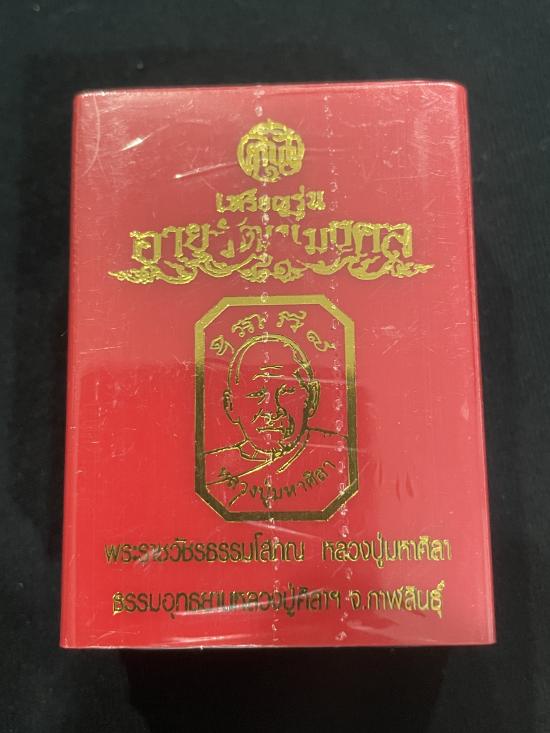 เหรียญรุ่น
อายุวัฒนมงคล
หลวงปู่มหาศิลา
พระราชวัชรธรรมโสภณ หลวงปู่มหาศิลา
ธรรมอุทธยานหลวงปู่ศิลาฯ จ.กาฬสินธุ์